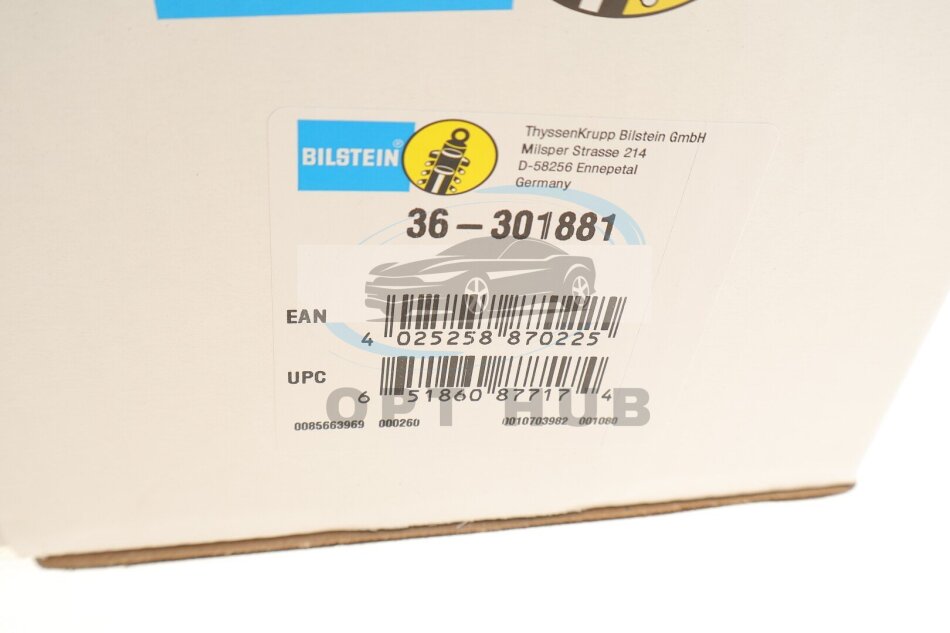 BILSTEIN®
ThyssenKrupp Bilstein GmbH
Milsper Strasse 214
D-58256 Ennepetal
Germany
36-301881
EAN
4 025258 870225
UPC
6 51860 87717 4
OPT HUB
0085663969 000260 0010703982 001080